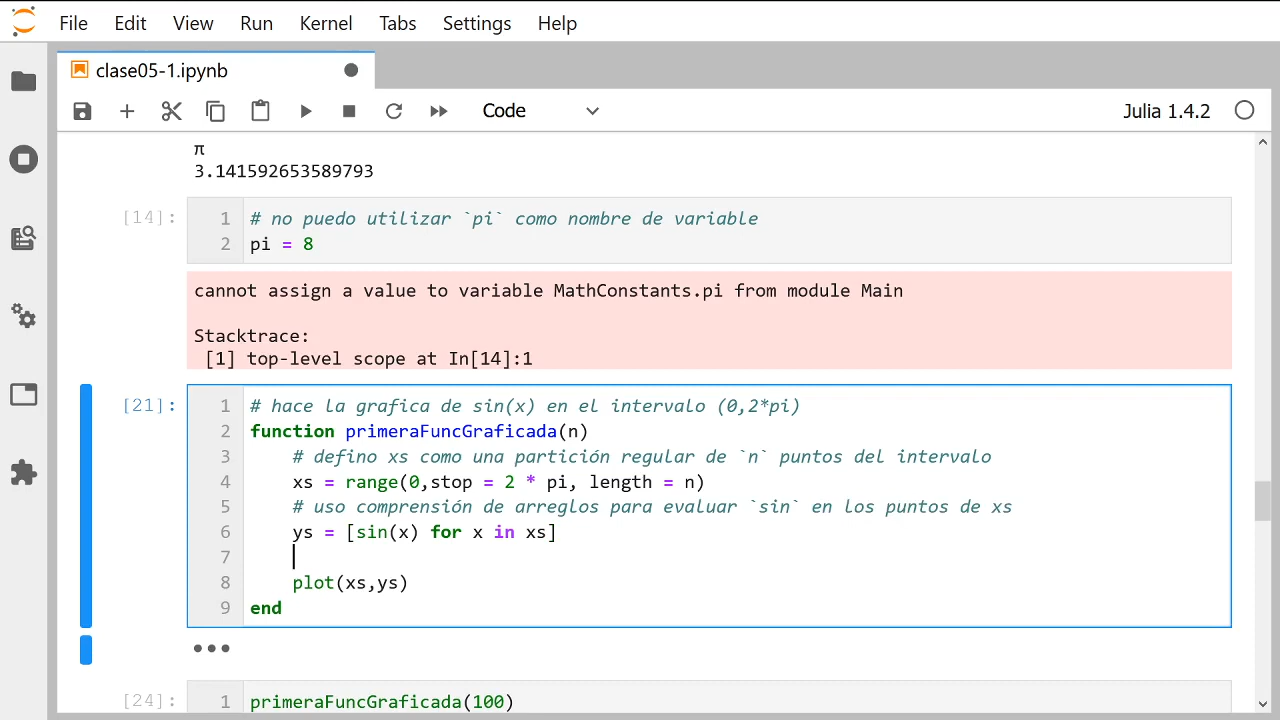 File Edit View Run Kernel Tabs Settings Help
clase05-1.ipynb
Code Julia 1.4.2
π
3.141592653589793
[14]: 1 # no puedo utilizar `pi` como nombre de variable
2 pi = 8
cannot assign a value to variable MathConstants.pi from module Main
Stacktrace:
[1] top-level scope at In[14]:1
[21]: 1 # hace la grafica de sin(x) en el intervalo (0,2*pi)
2 function primeraFuncGraficada(n)
3 # defino xs como una partición regular de `n` puntos del intervalo
4 xs = range(0,stop = 2 * pi, length = n)
5 # uso comprensión de arreglos para evaluar `sin` en los puntos de xs
6 ys = [sin(x) for x in xs]
7
8 plot(xs,ys)
9 end
[24]: 1 primeraFuncGraficada(100)